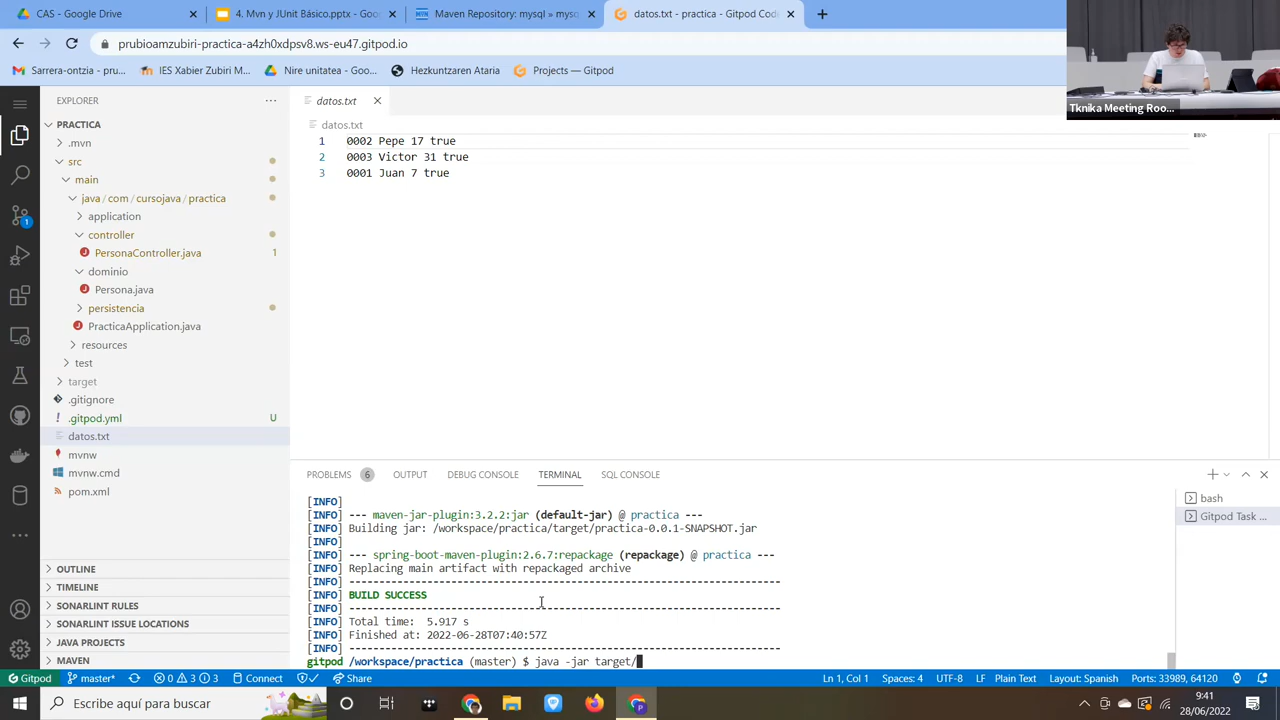 CAS - Google Drive
4. Mvn y Git Básico.pptx - Goog
Maven Repository: mysql » myso
datos.txt - practica - Gitpod Cod
prubioamzubiri-practica-a4zh0xdpsv8.ws-eu47.gitpod.io
Sarrera-ontzia - pru...
IES Xabier Zubiri M...
Nire unitatea - Goo...
Hezkuntzaren Ataria
Projects — Gitpod
Tknika Meeting Roo...
EXPLORER
PRACTICA
.mvn
src
main
java / com / cursojava / practica
application
controller
PersonaController.java 1
dominio
Persona.java
persistencia
PracticaApplication.java
resources
test
target
.gitignore
.gitpod.yml U
datos.txt
mvnw
mvnw.cmd
pom.xml
OUTLINE
TIMELINE
SONARLINT RULES
SONARLINT ISSUE LOCATIONS
JAVA PROJECTS
MAVEN
1
datos.txt
datos.txt
1 0002 Pepe 17 true
2 0003 Victor 31 true
3 0001 Juan 7 true
PROBLEMS 6 OUTPUT DEBUG CONSOLE TERMINAL SQL CONSOLE
[INFO]
[INFO] --- maven-jar-plugin:3.2.2:jar (default-jar) @ practica ---
[INFO] Building jar: /workspace/practica/target/practica-0.0.1-SNAPSHOT.jar
[INFO]
[INFO] --- spring-boot-maven-plugin:2.6.7:repackage (repackage) @ practica ---
[INFO] Replacing main artifact with repackaged archive
[INFO] ------------------------------------------------------------------------
[INFO] BUILD SUCCESS
[INFO] ------------------------------------------------------------------------
[INFO] Total time: 5.917 s
[INFO] Finished at: 2022-06-28T07:40:57Z
[INFO] ------------------------------------------------------------------------
gitpod /workspace/practica (master) $ java -jar target/
bash
Gitpod Task ...
Gitpod master* 0 3 3 Connect Share
Ln 1, Col 1 Spaces: 4 UTF-8 LF Plain Text Layout: Spanish Ports: 33989, 64120
Escribe aquí para buscar
9:41
28/06/2022